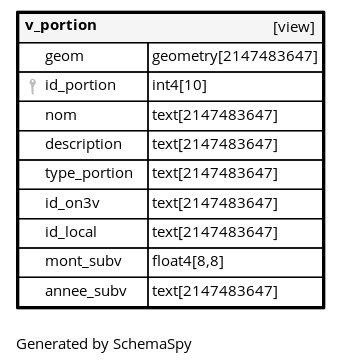 v_portion [view]
geom geometry[2147483647]
id_portion int4[10]
nom text[2147483647]
description text[2147483647]
type_portion text[2147483647]
id_on3v text[2147483647]
id_local text[2147483647]
mont_subv float4[8,8]
annee_subv text[2147483647]
Generated by SchemaSpy